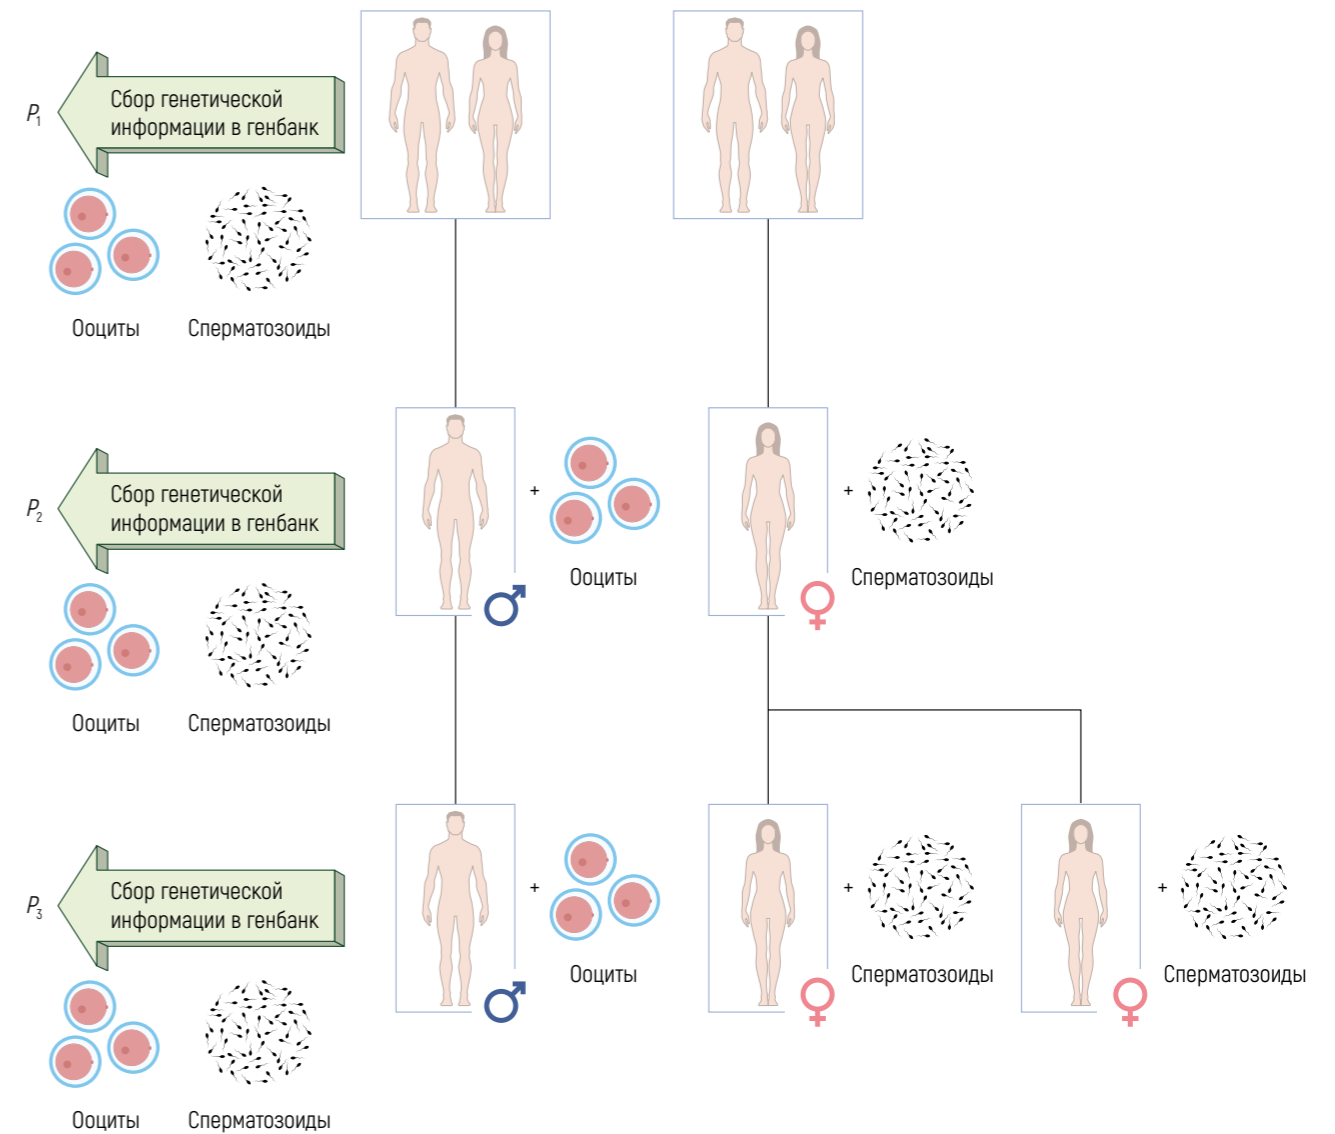 P1
Сбор генетической
информации в генбанк
Ооциты
Сперматозоиды
P2
Сбор генетической
информации в генбанк
Ооциты
Сперматозоиды
+
Ооциты
+
Сперматозоиды
P3
Сбор генетической
информации в генбанк
Ооциты
Сперматозоиды
+
Ооциты
+
Сперматозоиды
+
Сперматозоиды